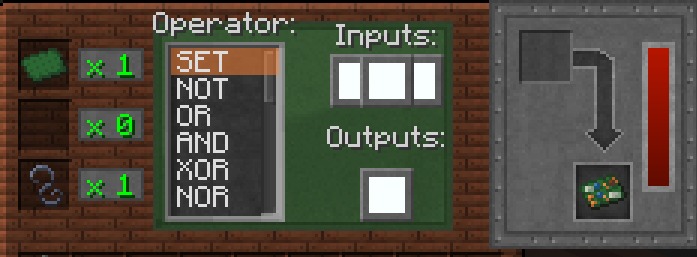 Operator:
Inputs:
SET
x 1
NOT
OR
x 0
AND
Outputs:
XOR
x 1
NOR